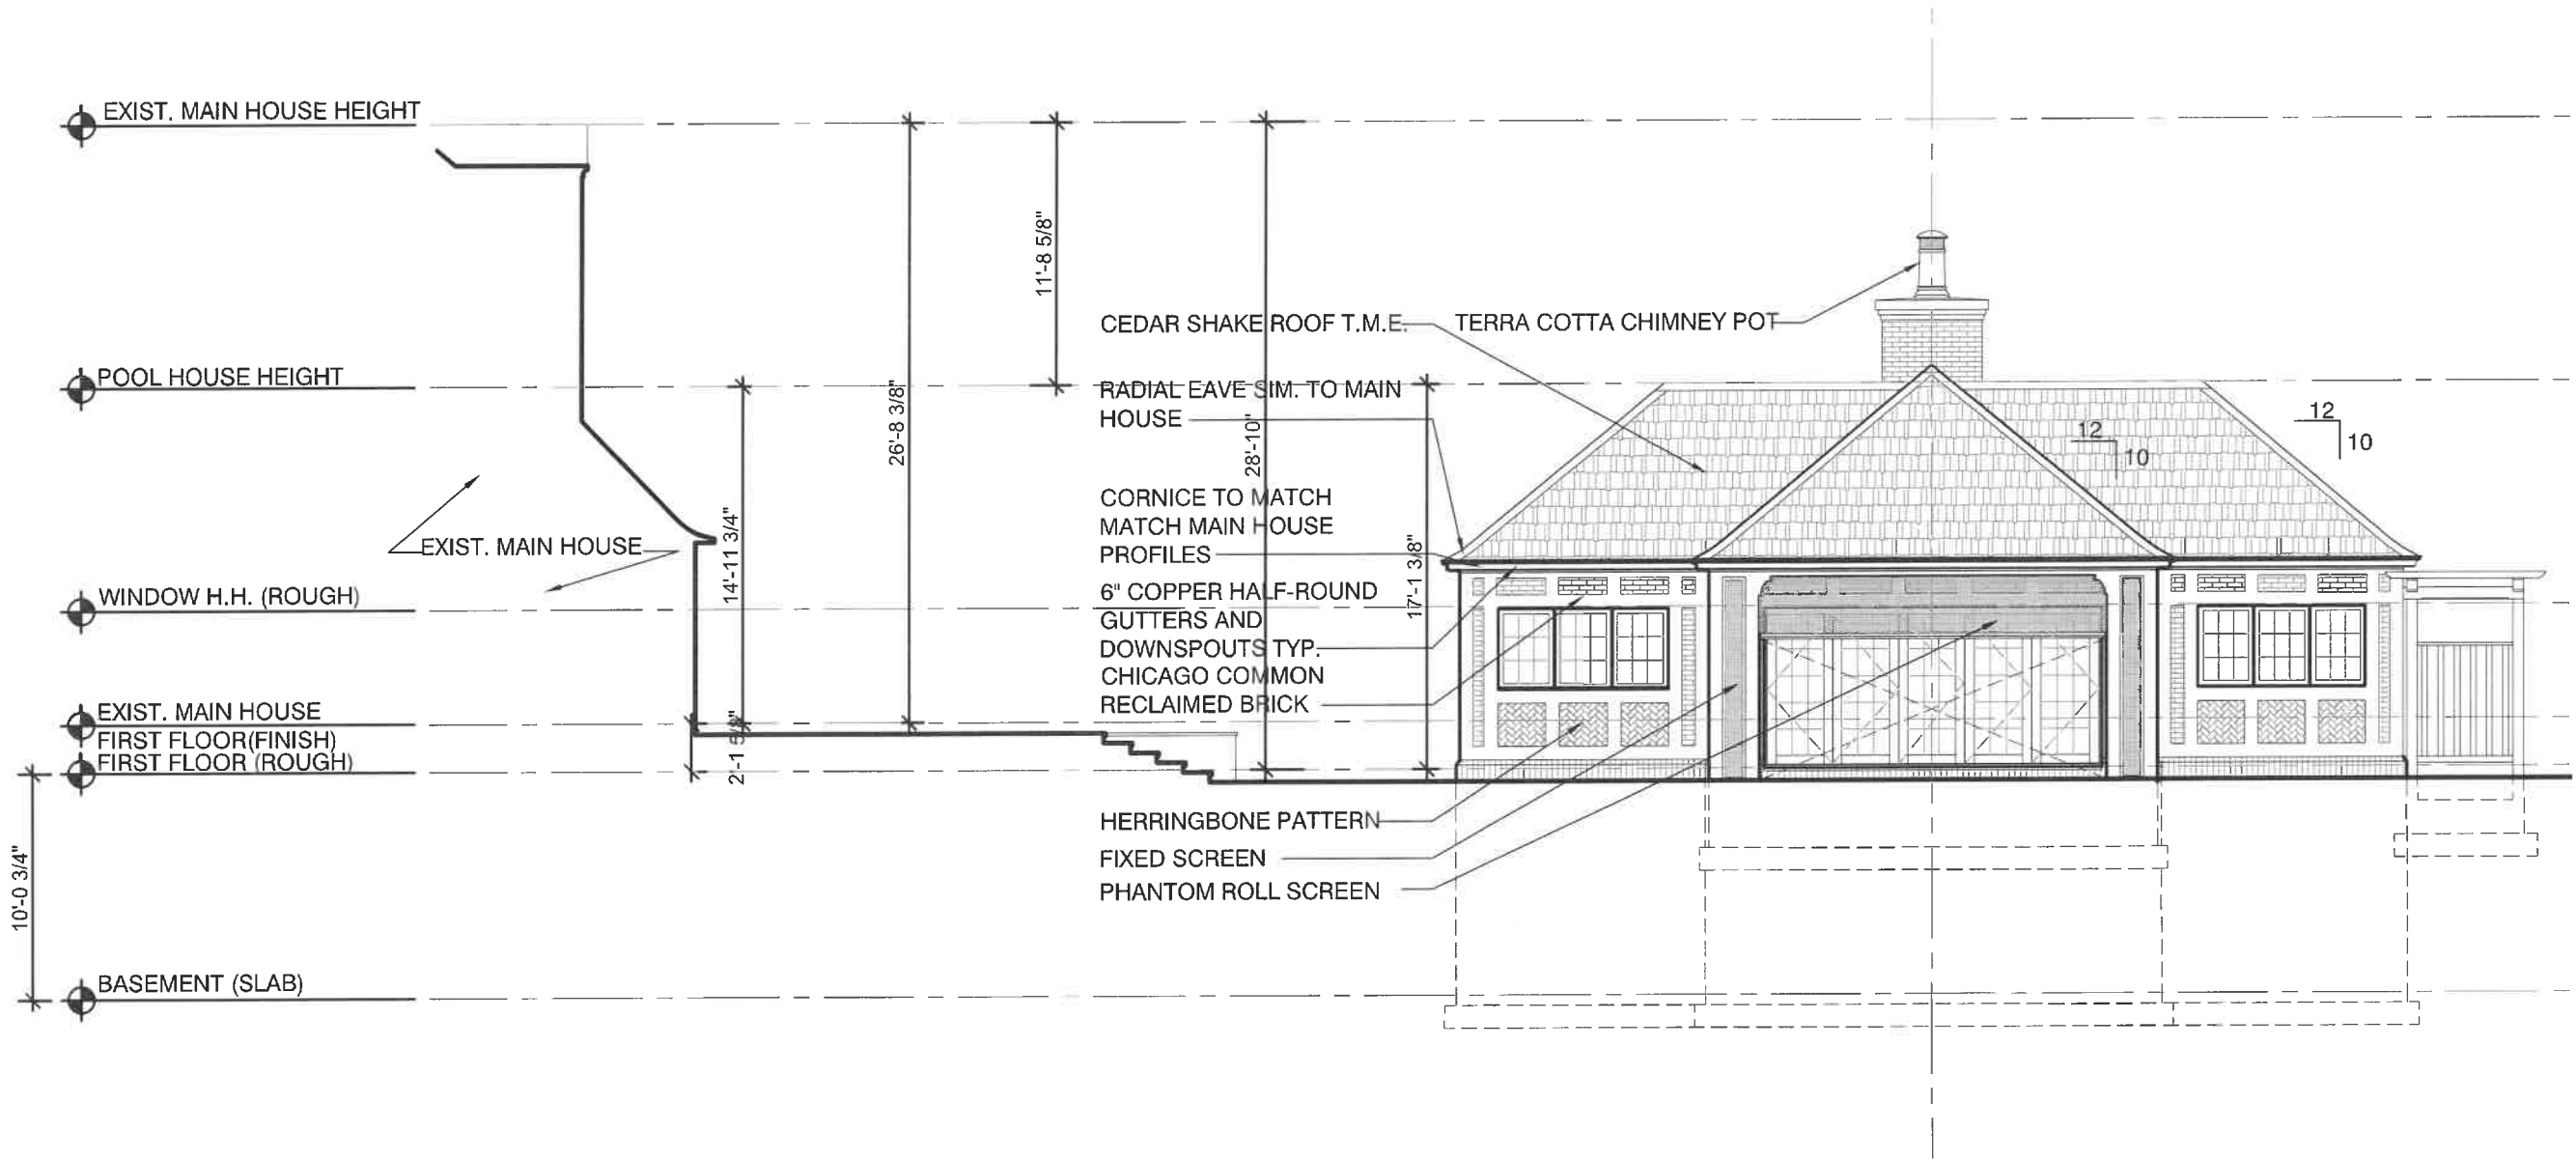 EXIST. MAIN HOUSE HEIGHT
11'-8 5/8"
CEDAR SHAKE ROOF T.M.E.
TERRA COTTA CHIMNEY POT
POOL HOUSE HEIGHT
RADIAL EAVE SIM. TO MAIN
HOUSE
26'-8 3/8"
28'-10"
12
10
12
10
CORNICE TO MATCH
MATCH MAIN HOUSE
PROFILES
EXIST. MAIN HOUSE
14'-11 3/4"
17'-1 3/8"
WINDOW H.H. (ROUGH)
6" COPPER HALF-ROUND
GUTTERS AND
DOWNSPOUTS TYP.
CHICAGO COMMON
RECLAIMED BRICK
EXIST. MAIN HOUSE
FIRST FLOOR(FINISH)
FIRST FLOOR (ROUGH)
2'-1 5/8"
HERRINGBONE PATTERN
FIXED SCREEN
PHANTOM ROLL SCREEN
10'-0 3/4"
BASEMENT (SLAB)